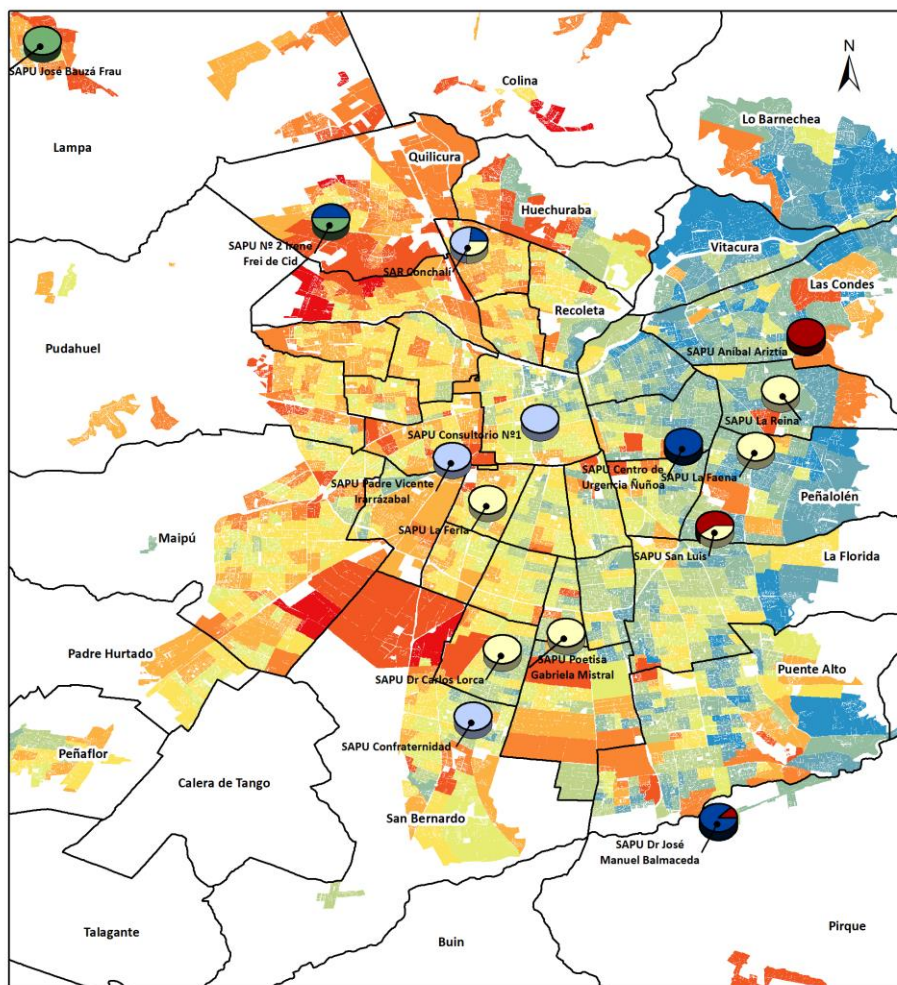 SAPU José Bauzá Frau
Colina
N
Lo Barnechea
Lampa
Quilicura
Huechuraba
SAPU Nº 2 Irene
Frei de Cid
SAR Conchalí
Vitacura
Las Condes
Recoleta
Pudahuel
SAPU Aníbal Ariztía
SAPU La Reina
SAPU Consultorio Nº1
SAPU Padre Vicente
Irarrázabal
SAPU Centro de
Urgencia Ñuñoa
SAPU La Faena
Peñalolén
SAPU La Feria
Maipú
SAPU San Luis
La Florida
Padre Hurtado
SAPU Dr Carlos Lorca
SAPU Poetisa
Gabriela Mistral
Puente Alto
Peñaflor
SAPU Confraternidad
Calera de Tango
San Bernardo
SAPU Dr José
Manuel Balmaceda
Talagante
Buin
Pirque